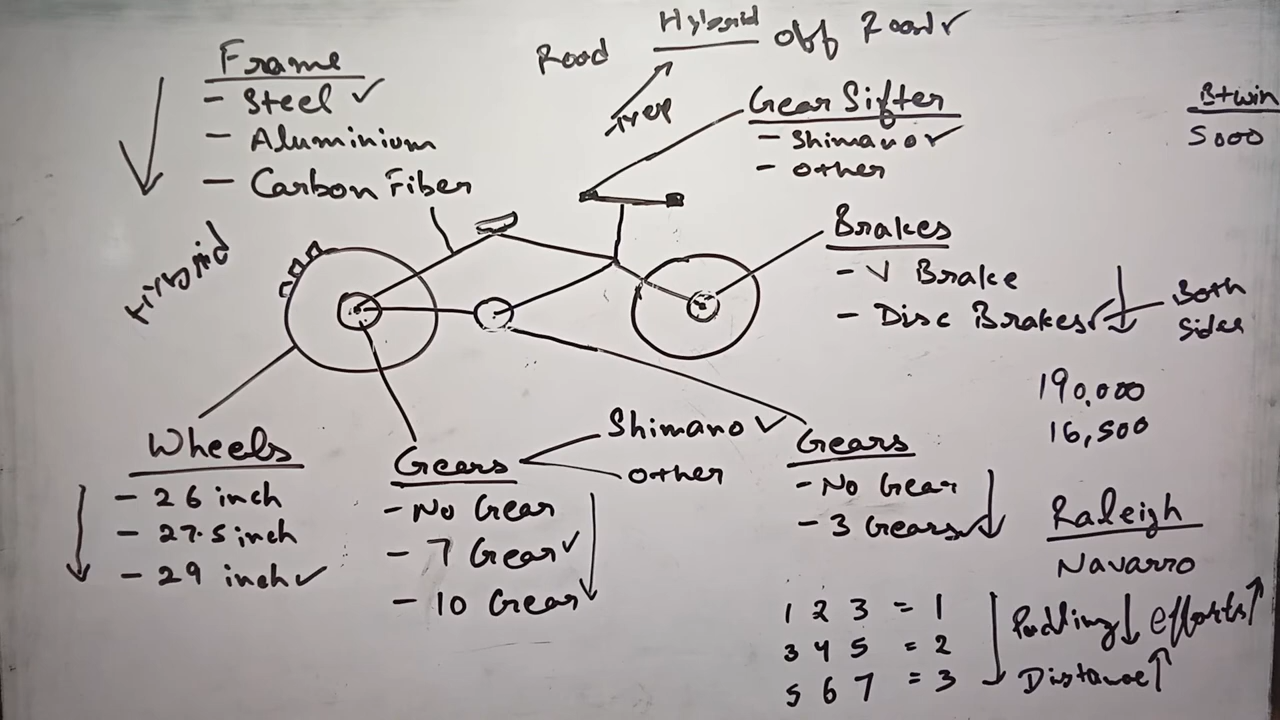 Hybrid
Road
off Road ✓
Trep
Frame
- Steel ✓
- Aluminium
- Carbon Fiber
Gear Sifter
- Shimano ✓
- other
B+win
5000
Hybrid
Brakes
- V Brake
- Disc Brakes ✓
Both
Sides
190,000
16,500
Wheels
- 26 inch
- 27.5 inch
- 29 inch ✓
Gears
Shimano ✓
other
- No Gear
- 7 Gear ✓
- 10 Gear
Gears
- No Gear
- 3 Gears ✓
Raleigh
Navarro
1 2 3 = 1
3 4 5 = 2
5 6 7 = 3
Paddling ↓ efforts ↑
Distance ↑